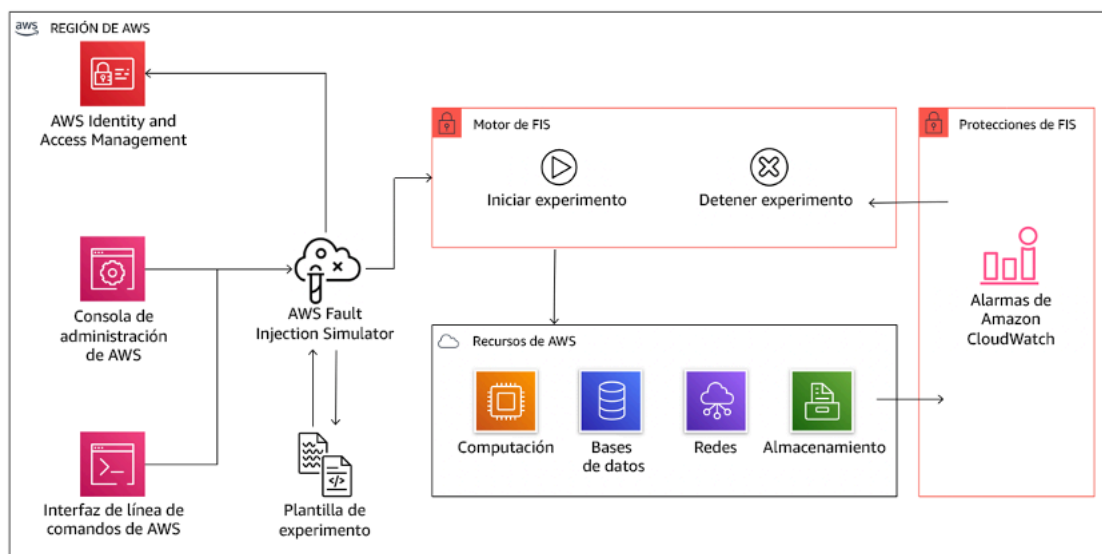 aws
REGIÓN DE AWS
AWS Identity and
Access Management
Consola de
administración
de AWS
Interfaz de línea de
comandos de AWS
AWS Fault
Injection Simulator
Plantilla de
experimento
Motor de FIS
Iniciar experimento
Detener experimento
Recursos de AWS
Computación
Bases
de datos
Redes
Almacenamiento
Protecciones de FIS
Alarmas de
Amazon
CloudWatch